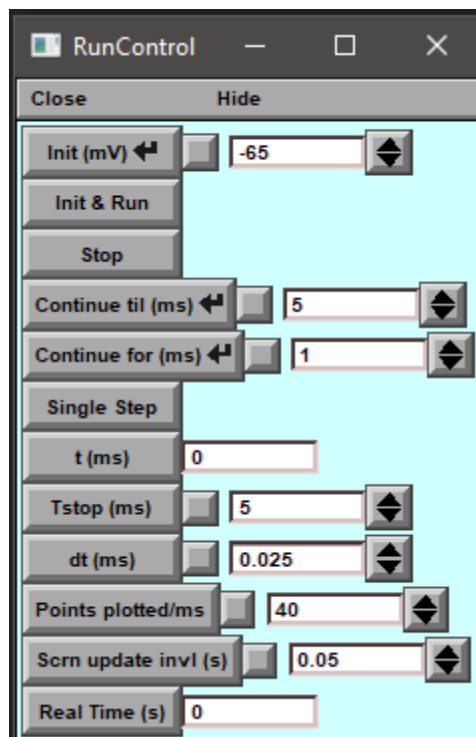 RunControl
Close Hide
Init (mV) -65
Init & Run
Stop
Continue til (ms) 5
Continue for (ms) 1
Single Step
t (ms) 0
Tstop (ms) 5
dt (ms) 0.025
Points plotted/ms 40
Scrn update invl (s) 0.05
Real Time (s) 0